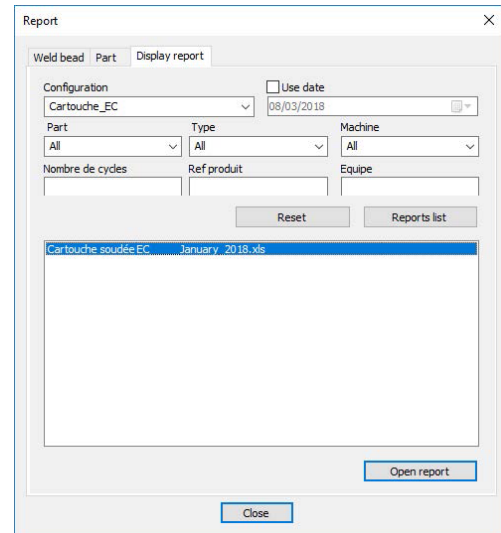 Report
Weld bead Part Display report
Configuration Use date
Cartouche_EC 08/03/2018
Part Type Machine
All All All
Nombre de cycles Ref produit Equipe
Reset Reports list
Cartouche soudée EC January 2018.xls
Open report
Close